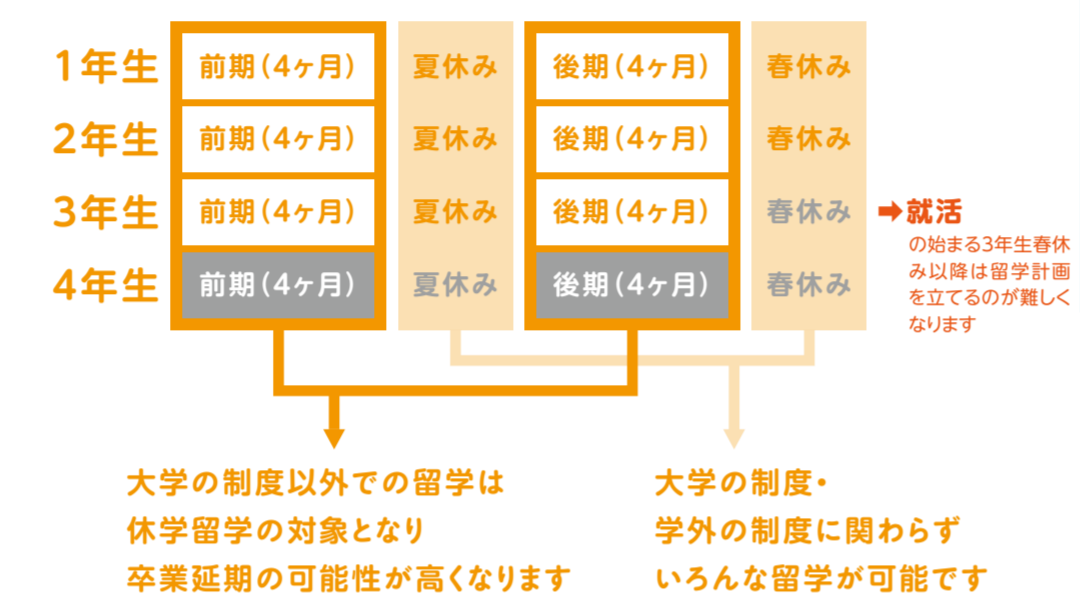 1年生 前期(4ヶ月) 夏休み 後期(4ヶ月) 春休み
2年生 前期(4ヶ月) 夏休み 後期(4ヶ月) 春休み
3年生 前期(4ヶ月) 夏休み 後期(4ヶ月) 春休み
4年生 前期(4ヶ月) 夏休み 後期(4ヶ月) 春休み
➡就活
の始まる3年生春休
み以降は留学計画
を立てるのが難しく
なります
大学の制度以外での留学は
休学留学の対象となり
卒業延期の可能性が高くなります
大学の制度・
学外の制度に関わらず
いろんな留学が可能です